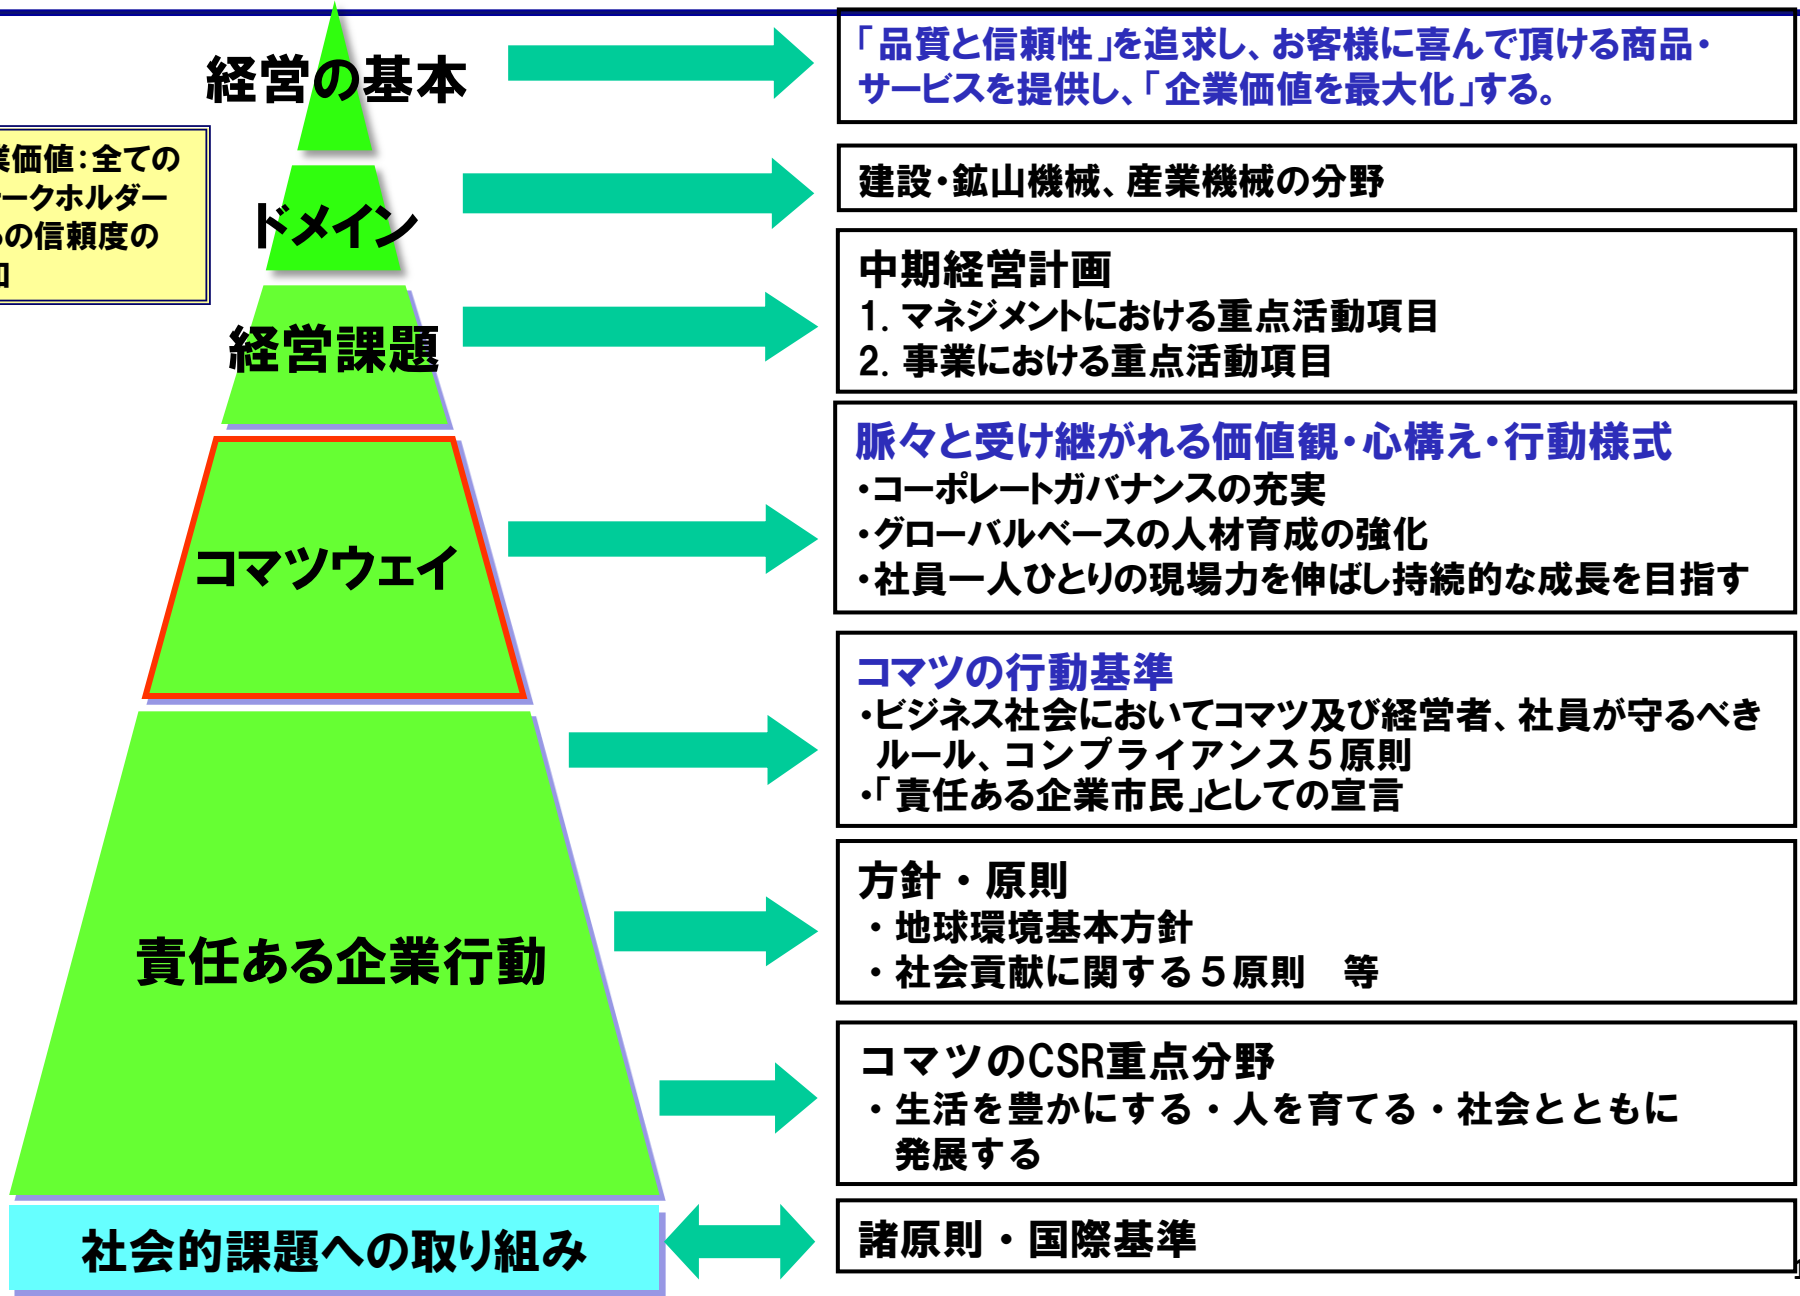 経営の基本
「品質と信頼性」を追求し、お客様に喜んで頂ける商品・
サービスを提供し、「企業価値を最大化」する。
業価値：全ての
ークホルダー
の信頼度の
ドメイン
建設・鉱山機械、産業機械の分野
経営課題
中期経営計画
1. マネジメントにおける重点活動項目
2. 事業における重点活動項目
コマツウェイ
脈々と受け継がれる価値観・心構え・行動様式
・コーポレートガバナンスの充実
・グローバルベースの人材育成の強化
・社員一人ひとりの現場力を伸ばし持続的な成長を目指す
責任ある企業行動
コマツの行動基準
・ビジネス社会においてコマツ及び経営者、社員が守るべき
ルール、コンプライアンス５原則
・「責任ある企業市民」としての宣言
方針・原則
・地球環境基本方針
・社会貢献に関する５原則　等
コマツのCSR重点分野
・生活を豊かにする・人を育てる・社会とともに
発展する
社会的課題への取り組み
諸原則・国際基準